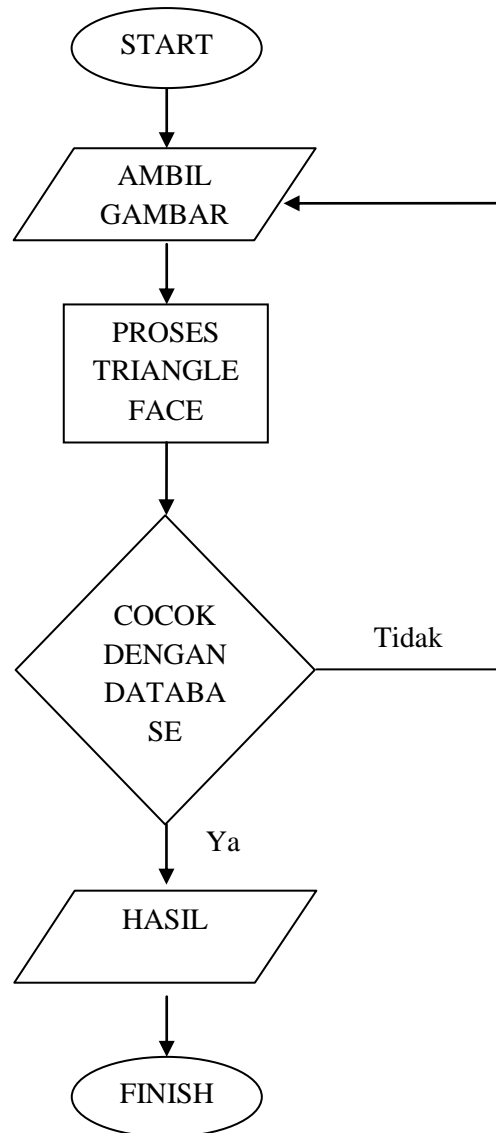 START
AMBIL
GAMBAR
PROSES
TRIANGLE
FACE
COCOK
DENGAN
DATABA
SE
Tidak
Ya
HASIL
FINISH